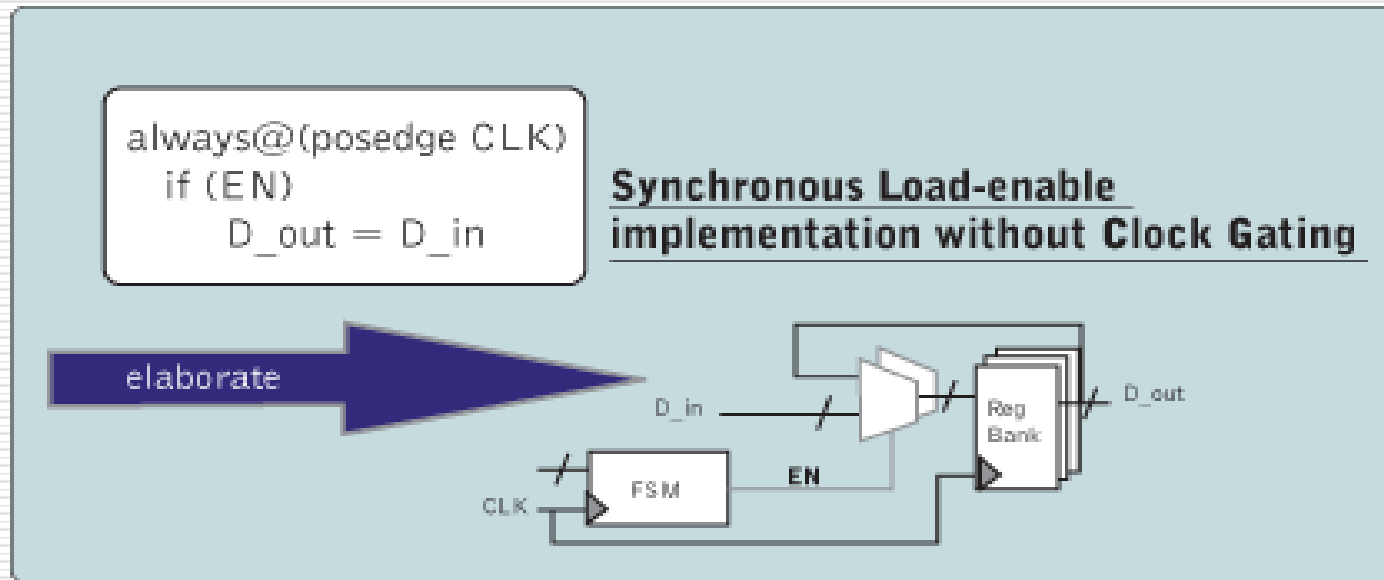 always@(posedge CLK)
if (EN)
D_out = D_in
Synchronous Load-enable
implementation without Clock Gating
elaborate
D_in
Reg
Bank
D_out
FSM
EN
CLK